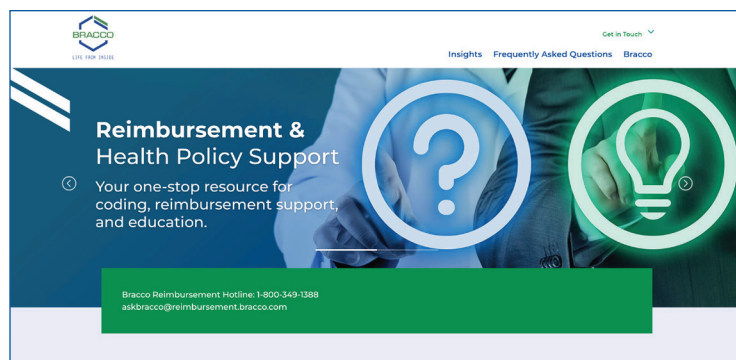 BRACCO
LIFE FROM INSIDE
Get in Touch
Insights Frequently Asked Questions Bracco
Reimbursement &
Health Policy Support
Your one-stop resource for
coding, reimbursement support,
and education.
Bracco Reimbursement Hotline: 1-800-349-1388
askbracco@reimbursement.bracco.com